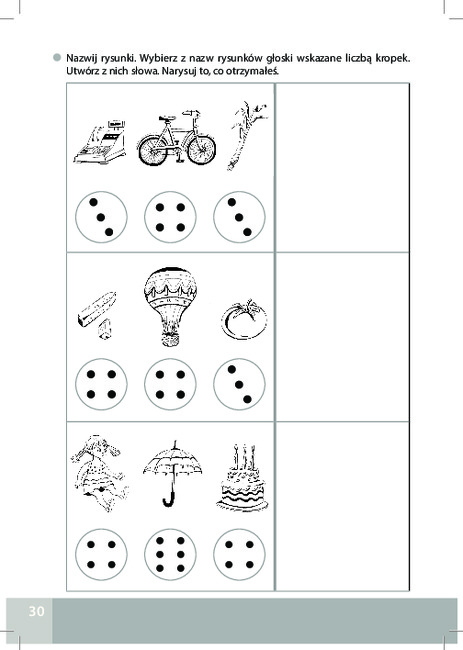 Nazwij rysunki. Wybierz z nazw rysunków głoski wskazane liczbą kropek.
Utwórz z nich słowa. Narysuj to, co otrzymałeś.
30